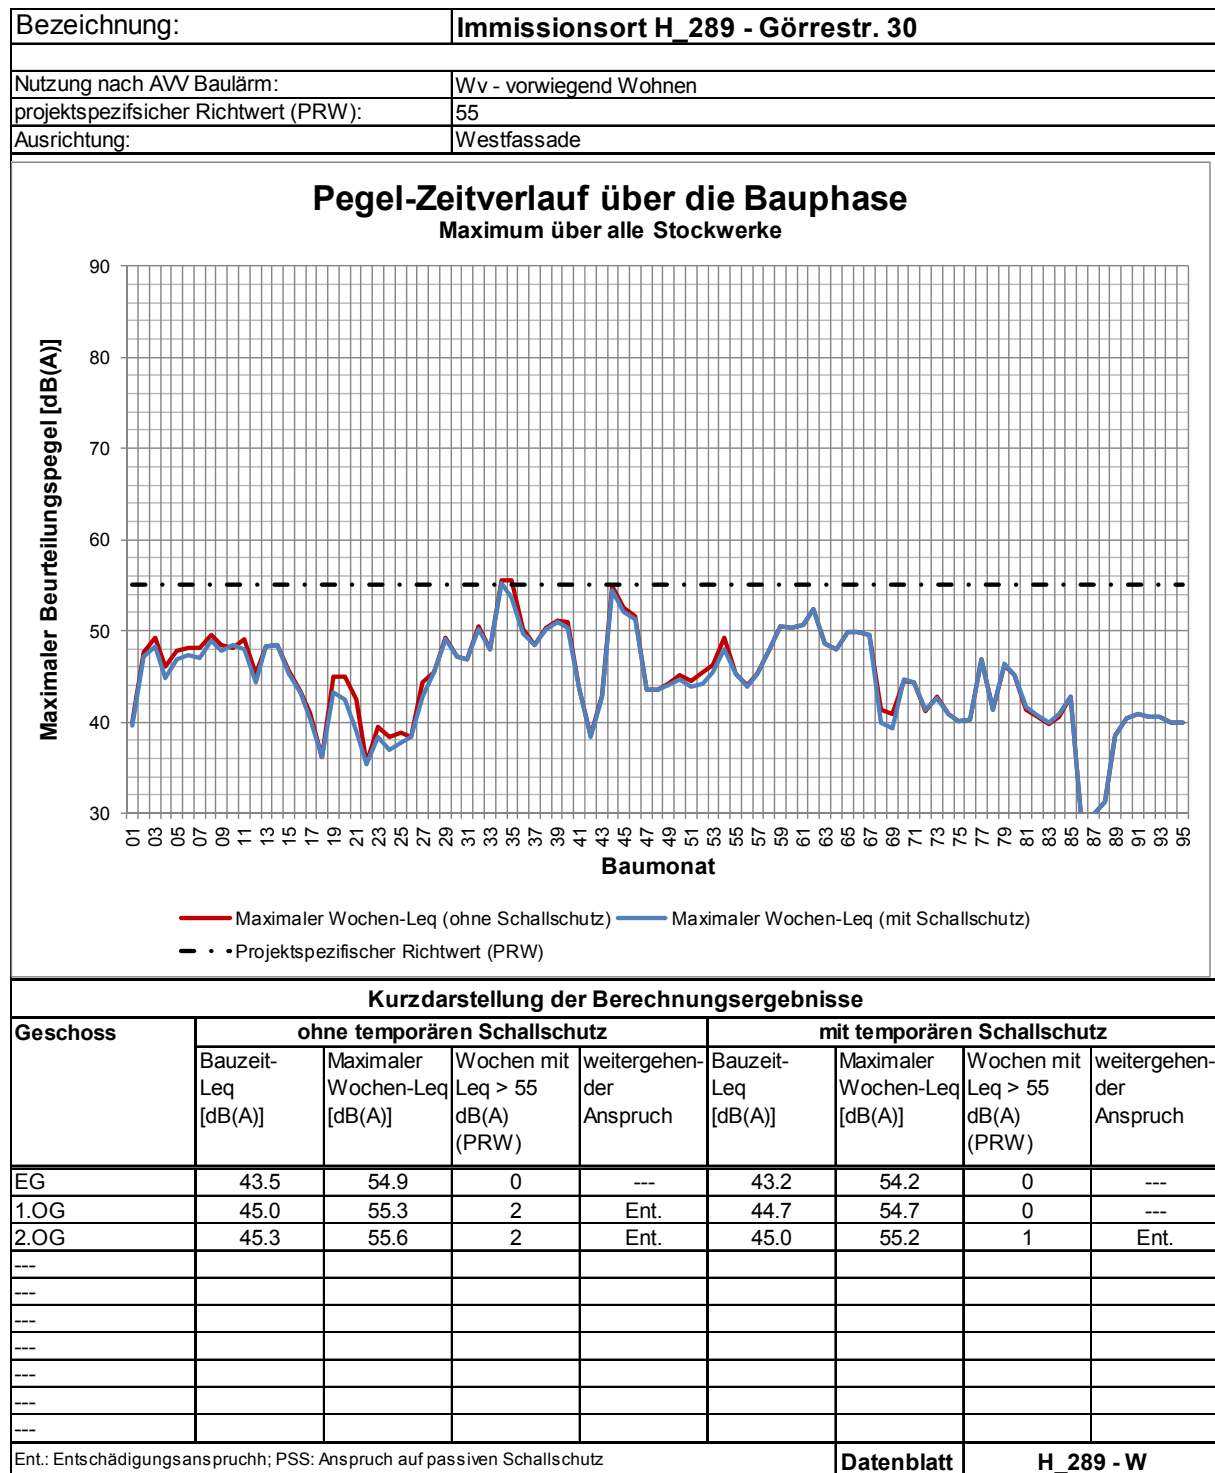 Bezeichnung: Immissionsort H_289 - Görrestr. 30
Nutzung nach AVV Baulärm: Wv - vorwiegend Wohnen
projektspezifsicher Richtwert (PRW): 55
Ausrichtung: Westfassade
Pegel-Zeitverlauf über die Bauphase
Maximum über alle Stockwerke
Maximaler Beurteilungspegel [dB(A)]
90
80
70
60
50
40
30
01 03 05 07 09 11 13 15 17 19 21 23 25 27 29 31 33 35 37 39 41 43 45 47 49 51 53 55 57 59 61 63 65 67 69 71 73 75 77 79 81 83 85 87 89 91 93 95
Baumonat
Maximaler Wochen-Leq (ohne Schallschutz) Maximaler Wochen-Leq (mit Schallschutz)
Projektspezifischer Richtwert (PRW)
Kurzdarstellung der Berechnungsergebnisse
Geschoss ohne temporären Schallschutz mit temporären Schallschutz
Bauzeit- Maximaler Wochen mit weitergehen- Bauzeit- Maximaler Wochen mit weitergehen-
Leq Wochen-Leq Leq > 55 der Leq Wochen-Leq Leq > 55 der
[dB(A)] [dB(A)] dB(A) Anspruch [dB(A)] [dB(A)] dB(A) Anspruch
(PRW) (PRW)
EG 43.5 54.9 0 --- 43.2 54.2 0 ---
1.OG 45.0 55.3 2 Ent. 44.7 54.7 0 ---
2.OG 45.3 55.6 2 Ent. 45.0 55.2 1 Ent.
---
---
---
---
---
---
---
Ent.: Entschädigungsanspruchh; PSS: Anspruch auf passiven Schallschutz Datenblatt H_289 - W